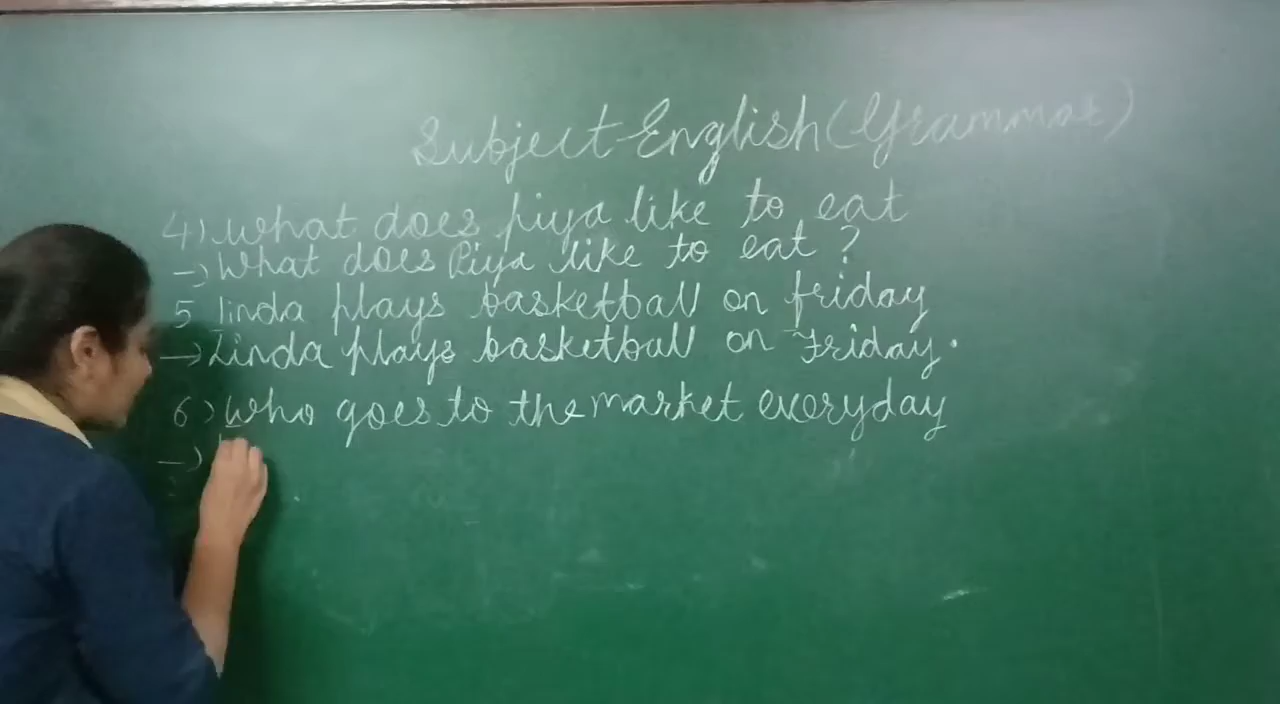 Subject-English (Grammar)
4) what does piya like to eat
→ What does Piya like to eat ?
5 linda plays basketball on friday
→ Linda plays basketball on Friday.
6) who goes to the market everyday
→